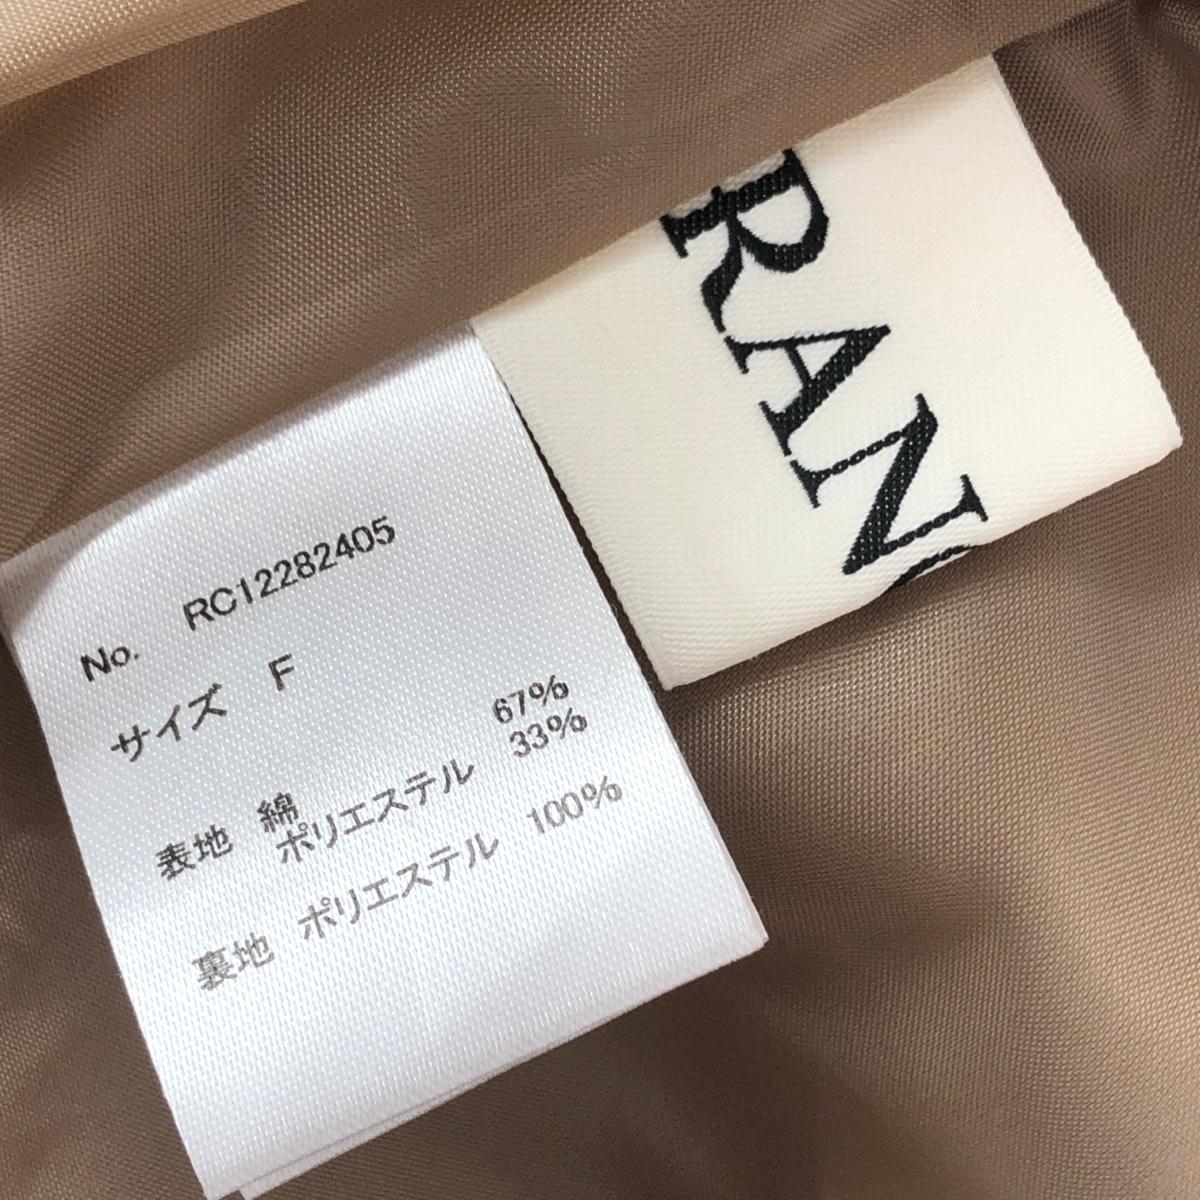 RAN
No. RC12282405
サイズ F
表地 綿 67%
ポリエステル 33%
裏地 ポリエステル 100%